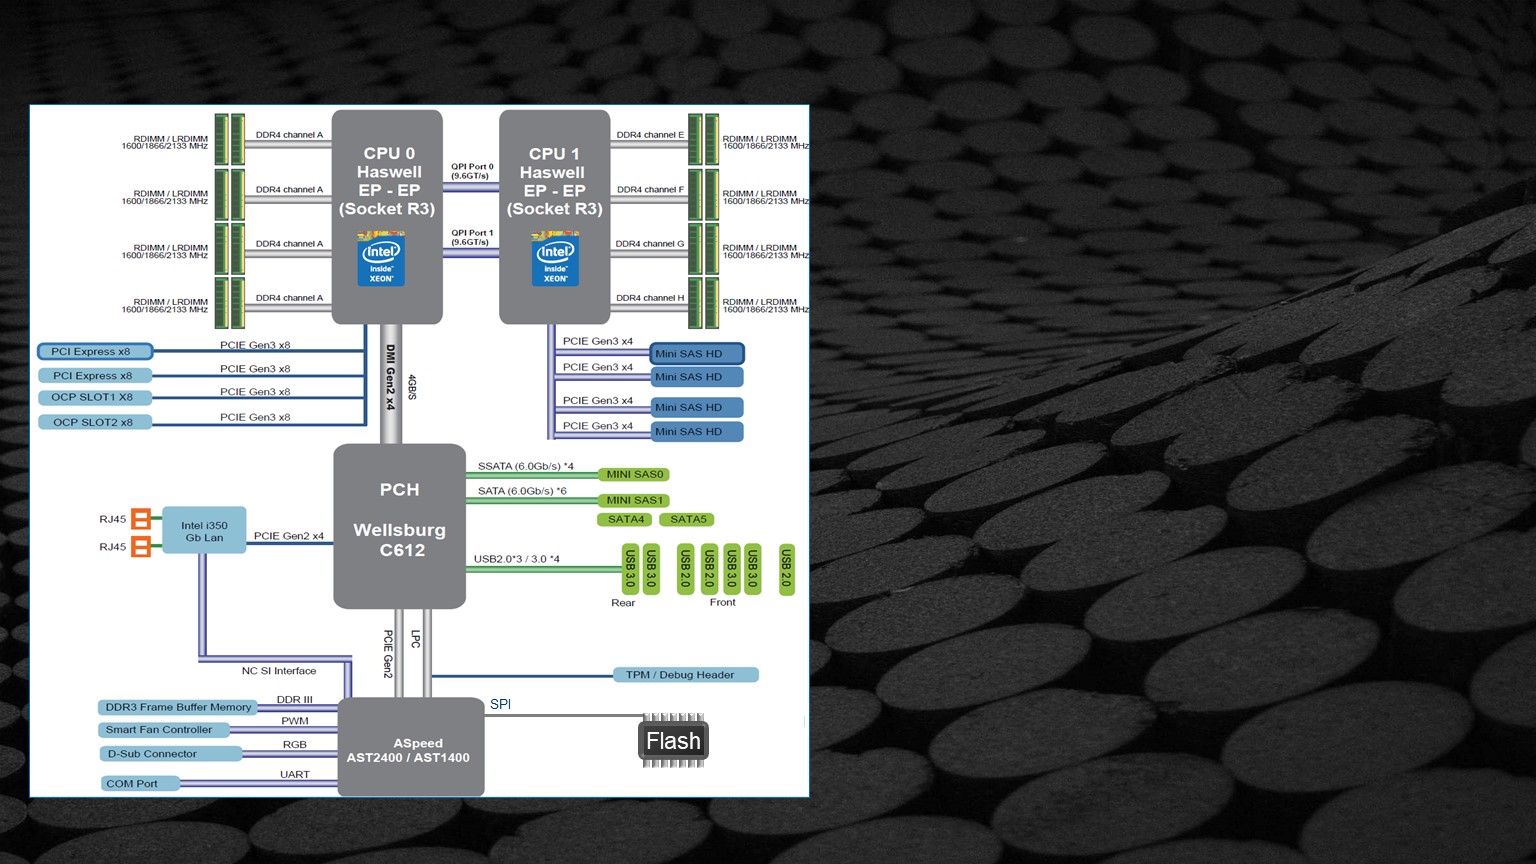 RDIMM / LRDIMM
1600/1866/2133 MHz
DDR4 channel A
RDIMM / LRDIMM
1600/1866/2133 MHz
DDR4 channel A
RDIMM / LRDIMM
1600/1866/2133 MHz
DDR4 channel A
RDIMM / LRDIMM
1600/1866/2133 MHz
DDR4 channel A
CPU 0
Haswell
EP - EP
(Socket R3)
intel
inside™
XEON®
QPI Port 0
(9.6GT/s)
QPI Port 1
(9.6GT/s)
CPU 1
Haswell
EP - EP
(Socket R3)
intel
inside™
XEON®
DDR4 channel E
RDIMM / LRDIMM
1600/1866/2133 MHz
DDR4 channel F
RDIMM / LRDIMM
1600/1866/2133 MHz
DDR4 channel G
RDIMM / LRDIMM
1600/1866/2133 MHz
DDR4 channel H
RDIMM / LRDIMM
1600/1866/2133 MHz
PCI Express x8
PCIE Gen3 x8
PCI Express x8
PCIE Gen3 x8
OCP SLOT1 X8
PCIE Gen3 x8
OCP SLOT2 x8
PCIE Gen3 x8
DMI Gen2 x4
4GB/S
PCIE Gen3 x4
Mini SAS HD
PCIE Gen3 x4
Mini SAS HD
PCIE Gen3 x4
Mini SAS HD
PCIE Gen3 x4
Mini SAS HD
PCH
Wellsburg
C612
SSATA (6.0Gb/s) *4
MINI SAS0
SATA (6.0Gb/s) *6
MINI SAS1
SATA4
SATA5
USB2.0*3 / 3.0 *4
USB 3.0
USB 3.0
USB 2.0
USB 2.0
USB 3.0
USB 3.0
USB 2.0
Rear
Front
RJ45
RJ45
Intel i350
Gb Lan
PCIE Gen2 x4
NC SI Interface
PCIE Gen2
LPC
TPM / Debug Header
DDR3 Frame Buffer Memory
DDR III
Smart Fan Controller
PWM
D-Sub Connector
RGB
COM Port
UART
ASpeed
AST2400 / AST1400
SPI
Flash